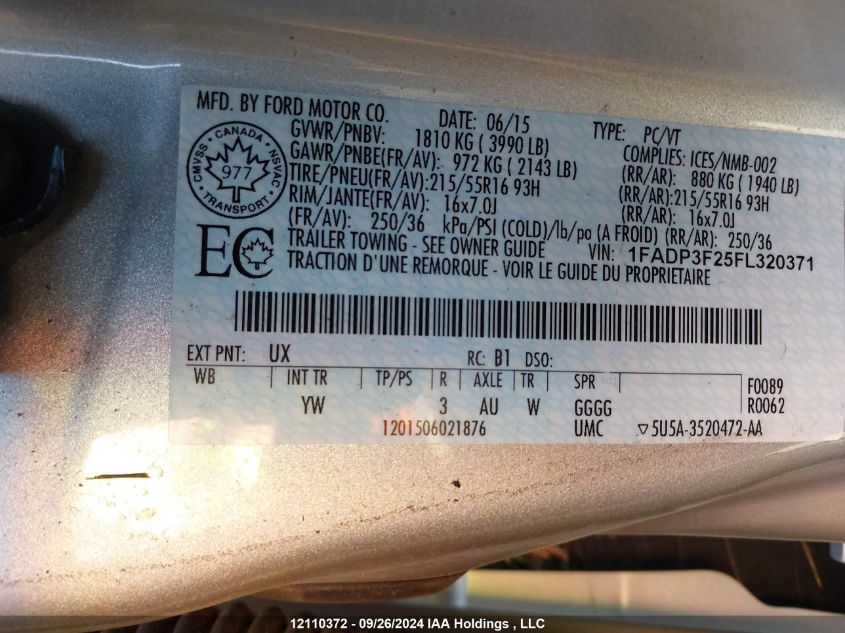 MFD. BY FORD MOTOR CO. DATE: 06/15 TYPE: PC/VT
GVWR/PNBV: 1810 KG ( 3990 LB) COMPLIES: ICES/NMB-002
GAWR/PNBE(FR/AV): 972 KG ( 2143 LB) (RR/AR): 880 KG ( 1940 LB)
TIRE/PNEU(FR/AV):215/55R16 93H (RR/AR):215/55R16 93H
RIM/JANTE(FR/AV): 16x7.0J (RR/AR): 16x7.0J
(FR/AV): 250/36 kPa/PSI (COLD)/lb/po (A FROID) (RR/AR): 250/36
TRAILER TOWING - SEE OWNER GUIDE VIN: 1FADP3F25FL320371
TRACTION D'UNE REMORQUE - VOIR LE GUIDE DU PROPRIETAIRE
CANADA
CMVSS NSVAC
977
TRANSPORT
EC
EXT PNT: UX RC: B1 DSO:
WB INT TR TP/PS R AXLE TR SPR F0089
YW 3 AU W GGGG R0062
1201506021876 UMC ▽5U5A-3520472-AA
12110372 - 09/26/2024 IAA Holdings , LLC